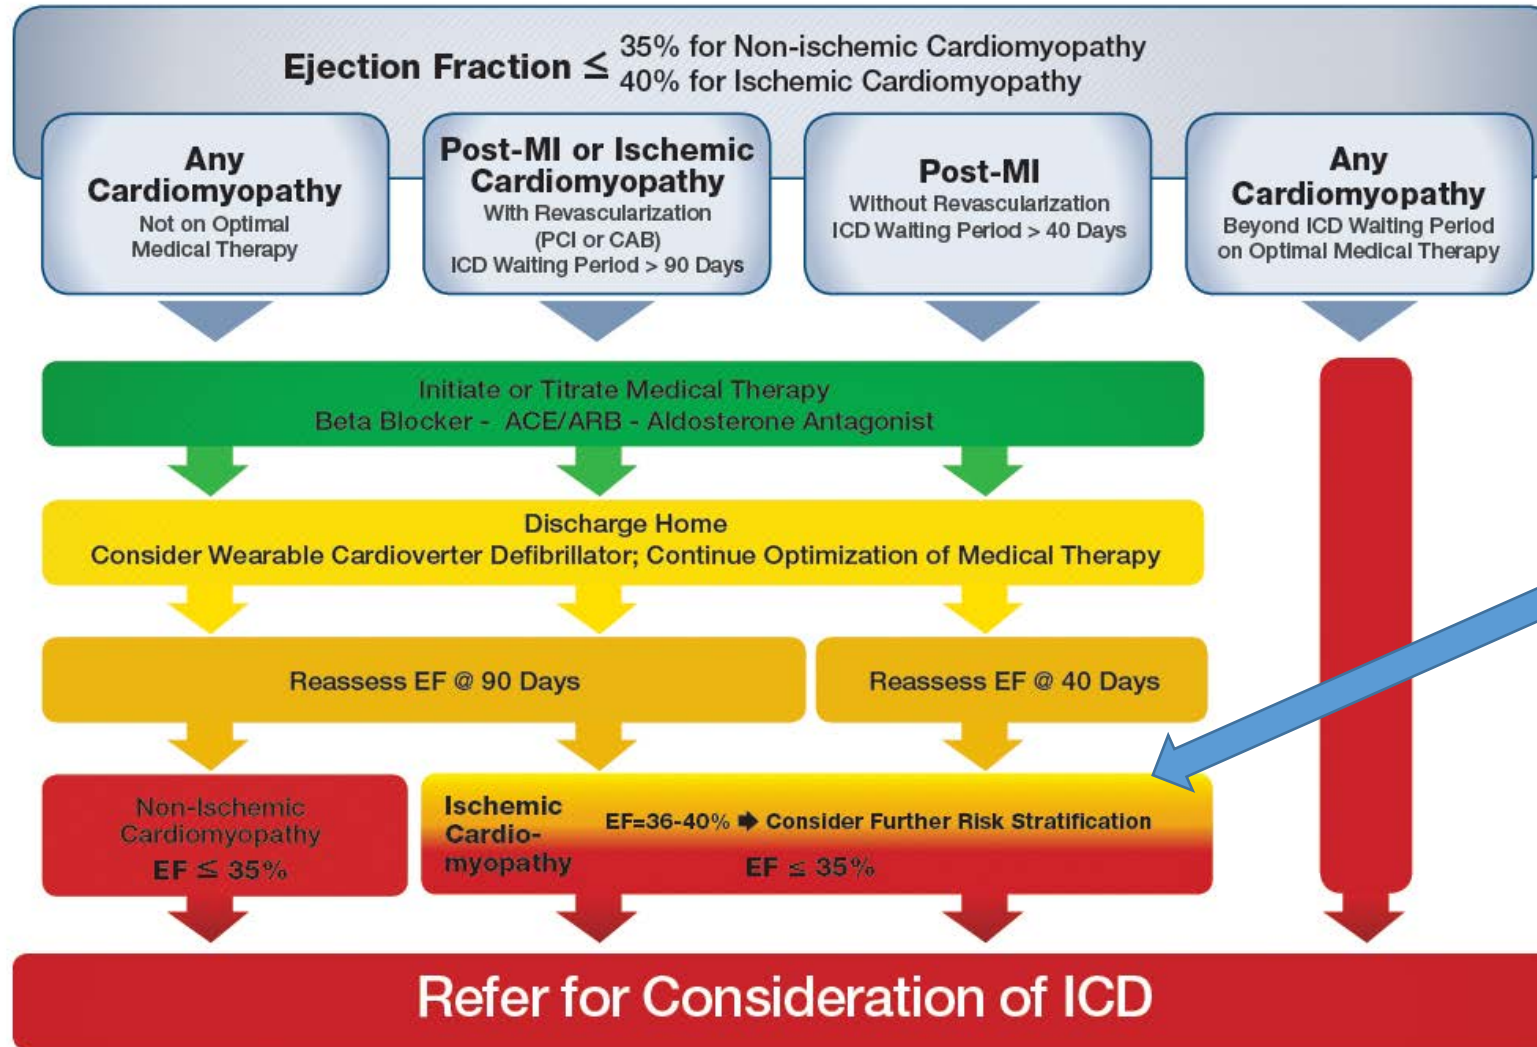 Ejection Fraction ≤ 35% for Non-ischemic Cardiomyopathy
40% for Ischemic Cardiomyopathy
Any
Cardiomyopathy
Not on Optimal
Medical Therapy
Post-MI or Ischemic
Cardiomyopathy
With Revascularization
(PCI or CAB)
ICD Waiting Period > 90 Days
Post-MI
Without Revascularization
ICD Waiting Period > 40 Days
Any
Cardiomyopathy
Beyond ICD Waiting Period
on Optimal Medical Therapy
Initiate or Titrate Medical Therapy
Beta Blocker - ACE/ARB - Aldosterone Antagonist
Discharge Home
Consider Wearable Cardioverter Defibrillator; Continue Optimization of Medical Therapy
Reassess EF @ 90 Days
Reassess EF @ 40 Days
Non-Ischemic
Cardiomyopathy
EF ≤ 35%
Ischemic
Cardio-
myopathy
EF=36-40% 🡺 Consider Further Risk Stratification
EF ≤ 35%
Refer for Consideration of ICD